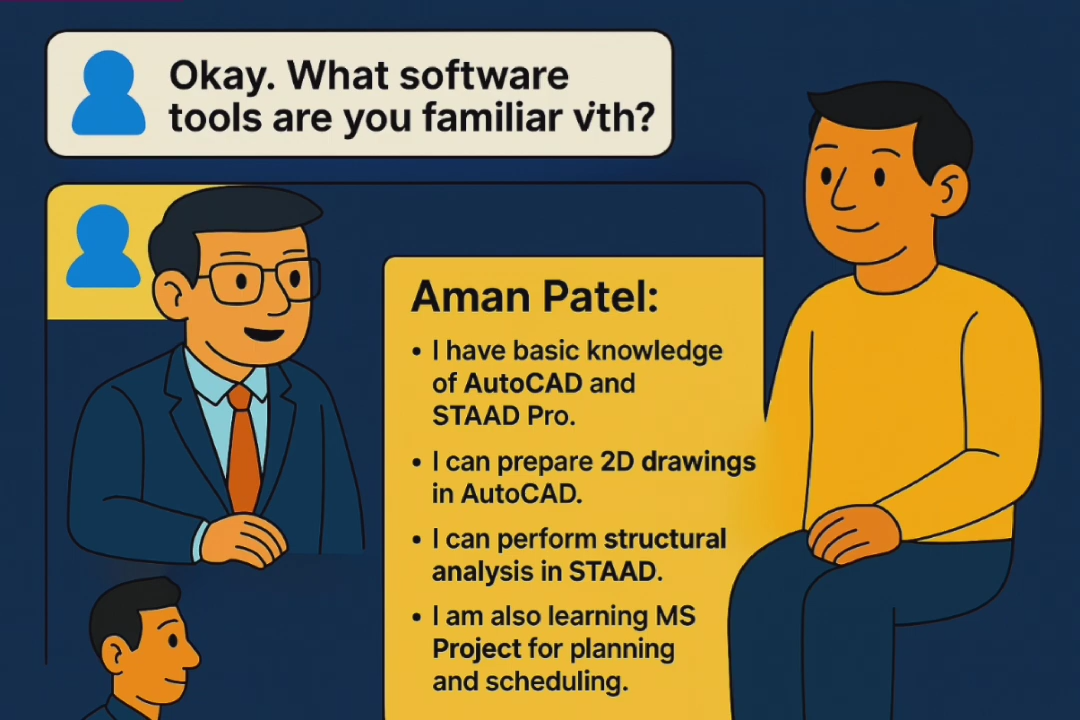 Okay. What software
tools are you familiar vith?
Aman Patel:
• I have basic knowledge
of AutoCAD and
STAAD Pro.
• I can prepare 2D drawings
in AutoCAD.
• I can perform structural
analysis in STAAD.
• I am also learning MS
Project for planning
and scheduling.